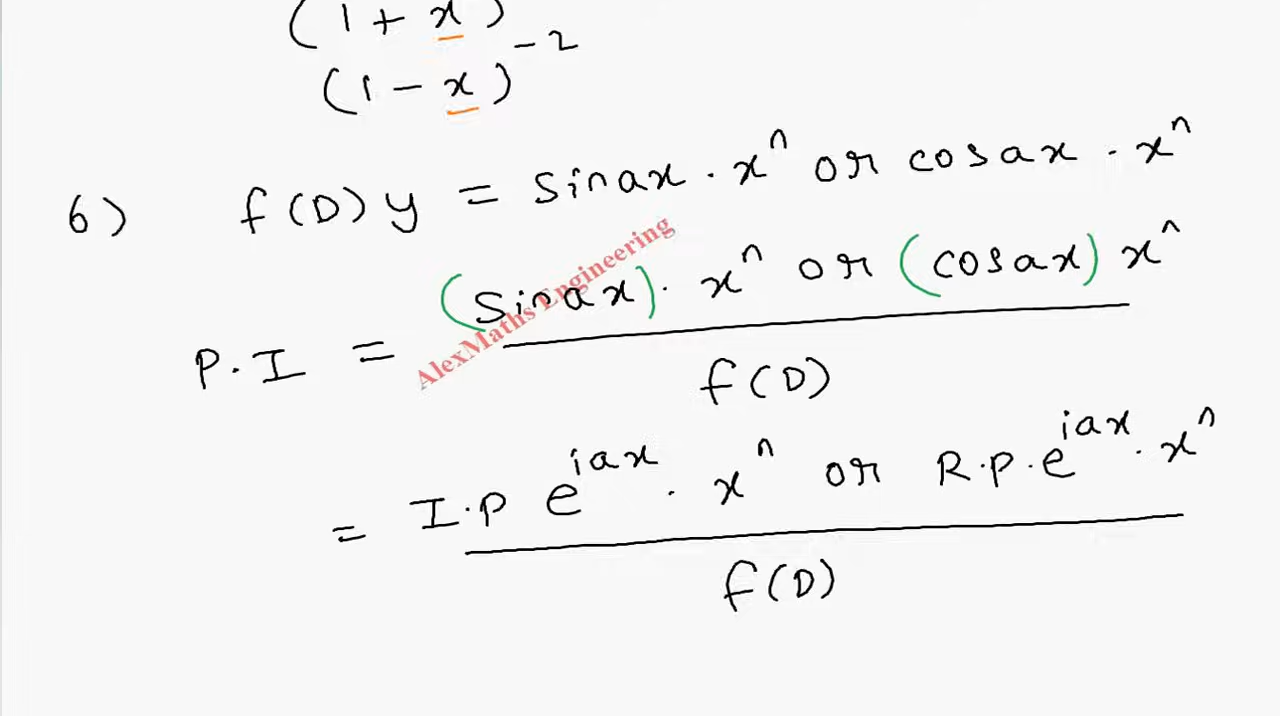 (1 + x)
(1 - x)^{-2}
6) f(D) y = sin ax . x^n or cos ax . x^n
P.I = (sin ax) . x^n or (cos ax) x^n
f(D)
= I.P e^{iax} . x^n or R.P. e^{iax} . x^n
f(D)
AlexMaths Engineering